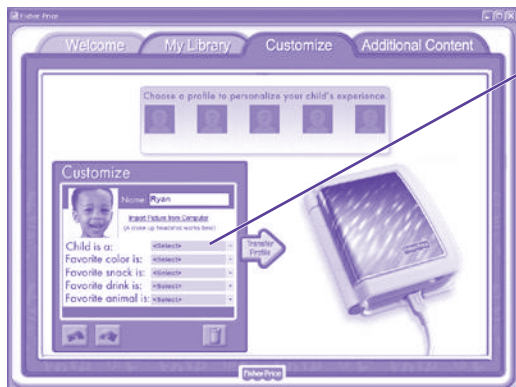 Fisher Price
Welcome
My Library
Customize
Additional Content
Choose a profile to personalize your child's experience.
Customize
Name: Ryan
Import Picture from Computer
(A close up headshot works best)
Child is a: <Select>
Favorite color is: <Select>
Favorite snack is: <Select>
Favorite drink is: <Select>
Favorite animal is: <Select>
Transfer
Profile
Fisher-Price